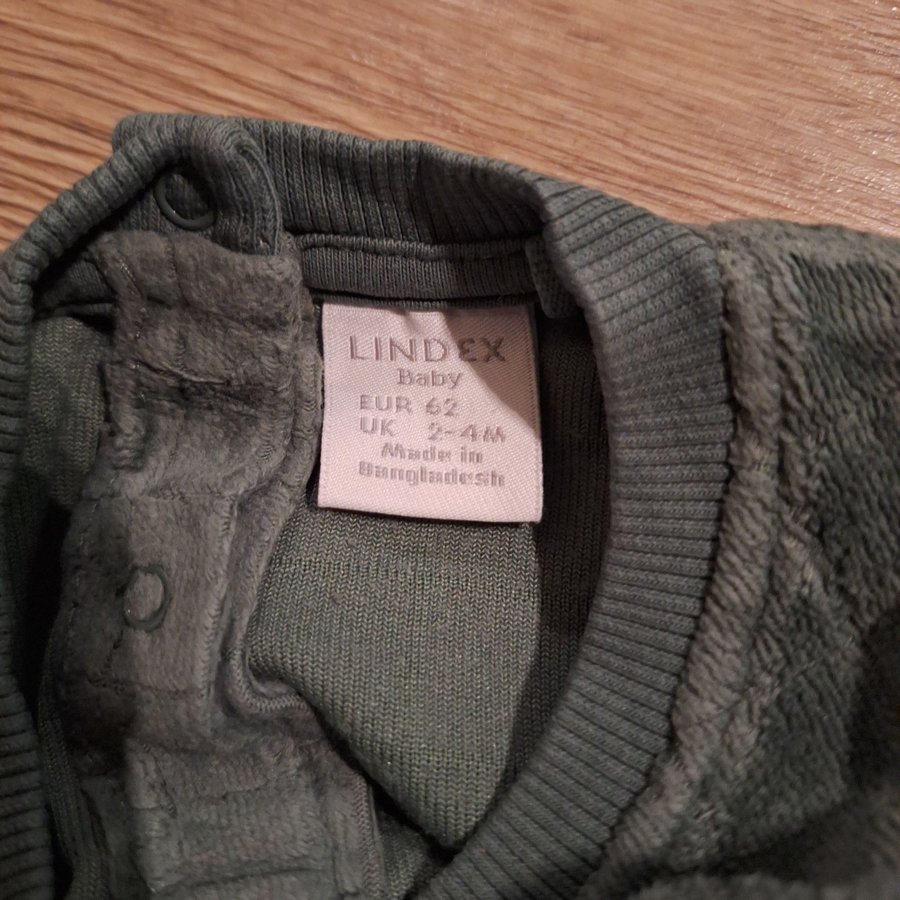 LINDEX
Baby
EUR 62
UK 2-4M
Made in
Bangladesh